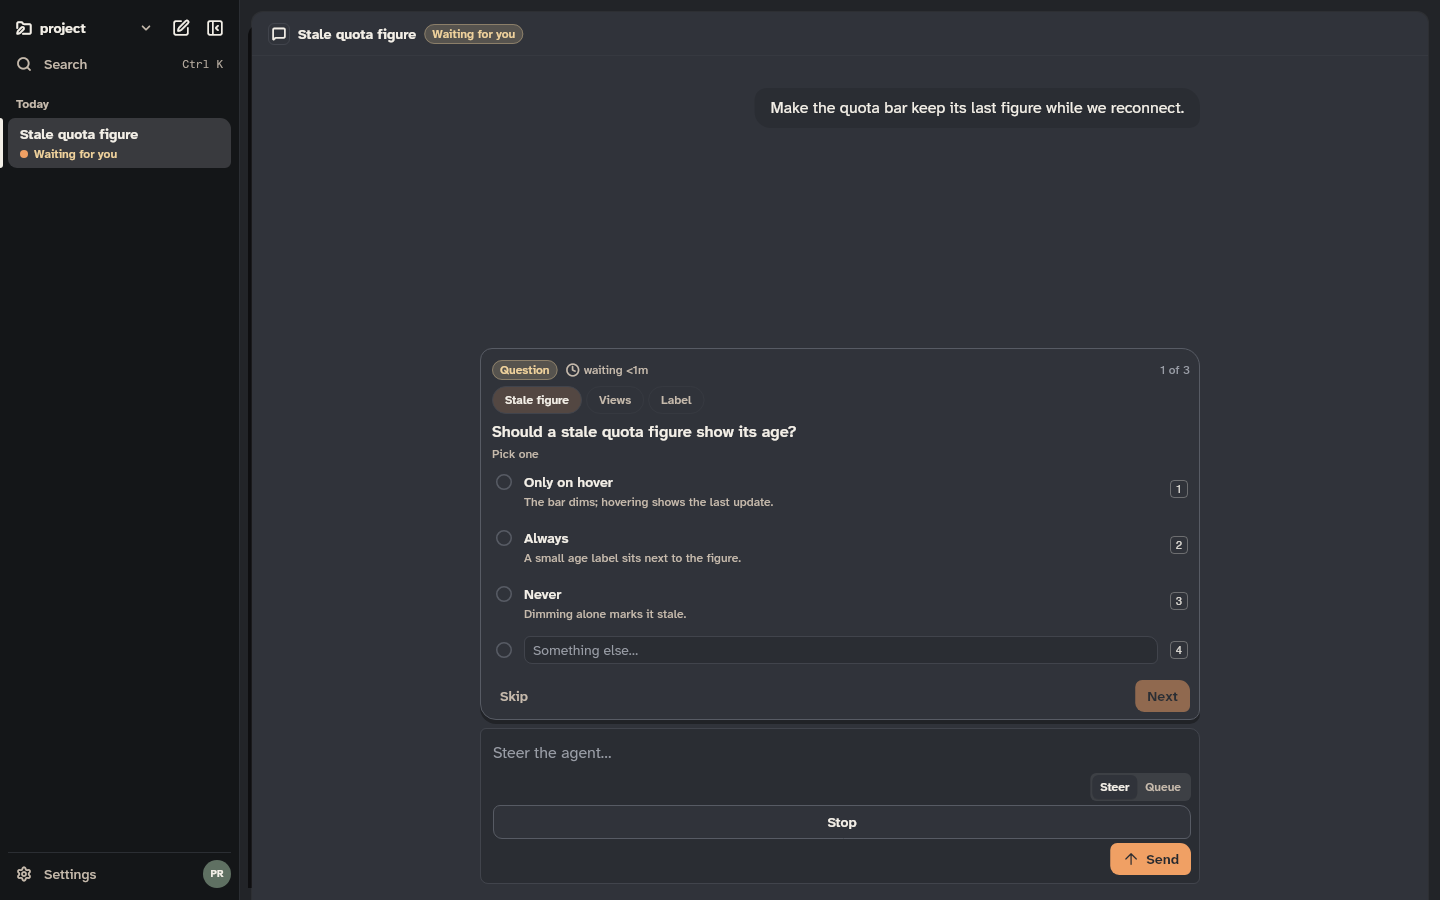 project
Search
Ctrl K
Today
Stale quota figure
Waiting for you
Settings
PR
Stale quota figure
Waiting for you
Make the quota bar keep its last figure while we reconnect.
Question
waiting <1m
1 of 3
Stale figure
Views
Label
Should a stale quota figure show its age?
Pick one
Only on hover
The bar dims; hovering shows the last update.
1
Always
A small age label sits next to the figure.
2
Never
Dimming alone marks it stale.
3
Something else...
4
Skip
Next
Steer the agent...
Steer
Queue
Stop
Send